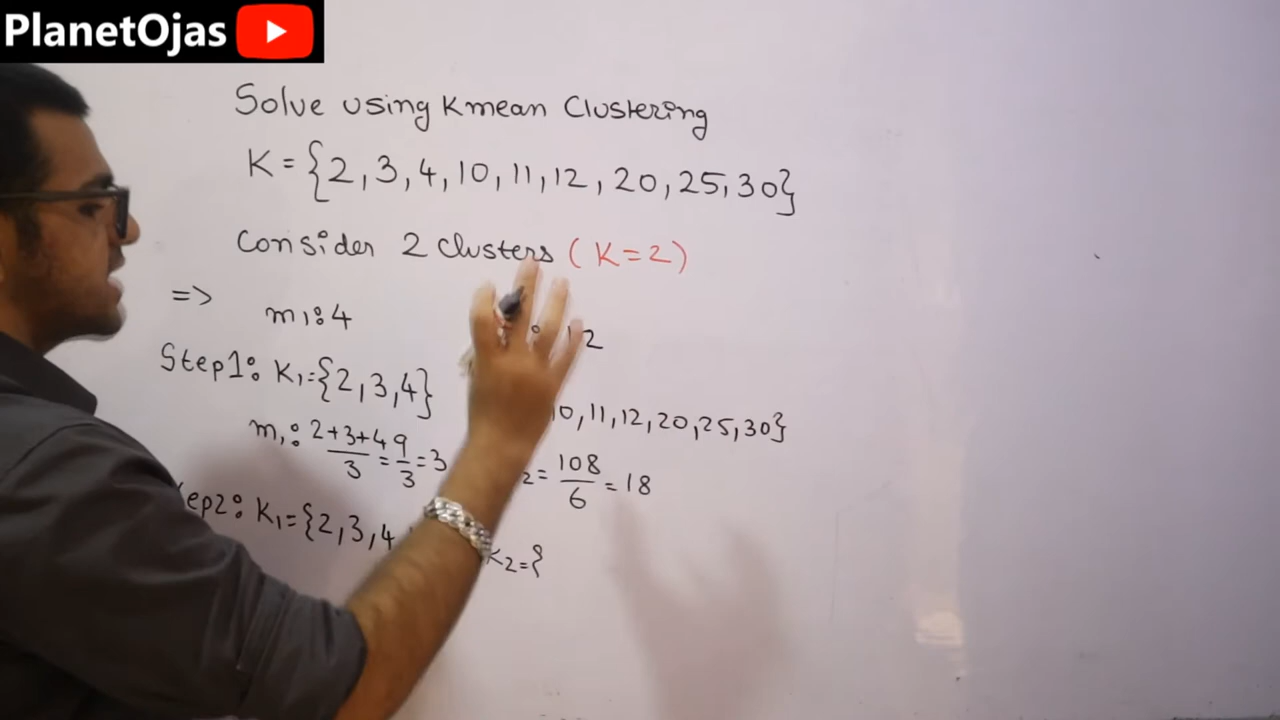 PlanetOjas
Solve using Kmean Clustering
K = {2, 3, 4, 10, 11, 12, 20, 25, 30}
Consider 2 clusters (K=2)
=> m₁: 4 : 12
Step1: K₁={2,3,4} 10, 11, 12, 20, 25, 30}
m₁: 2+3+4/3 = 9/3 = 3 ₂ = 108/6 = 18
ep2: K₁={2,3,4 K₂={